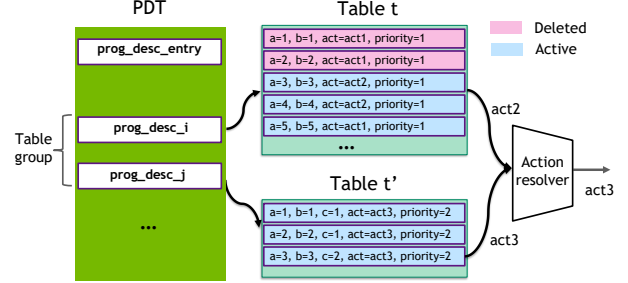 PDT
prog_desc_entry
prog_desc_i
prog_desc_j
...
Table
group
Table t
a=1, b=1, act=act1, priority=1
a=2, b=2, act=act1, priority=1
a=3, b=3, act=act2, priority=1
a=4, b=4, act=act2, priority=1
a=5, b=5, act=act1, priority=1
...
Table t’
a=1, b=1, c=1, act=act3, priority=2
a=2, b=2, c=1, act=act3, priority=2
a=3, b=3, c=2, act=act3, priority=2
Deleted
Active
act2
act3
Action
resolver
act3